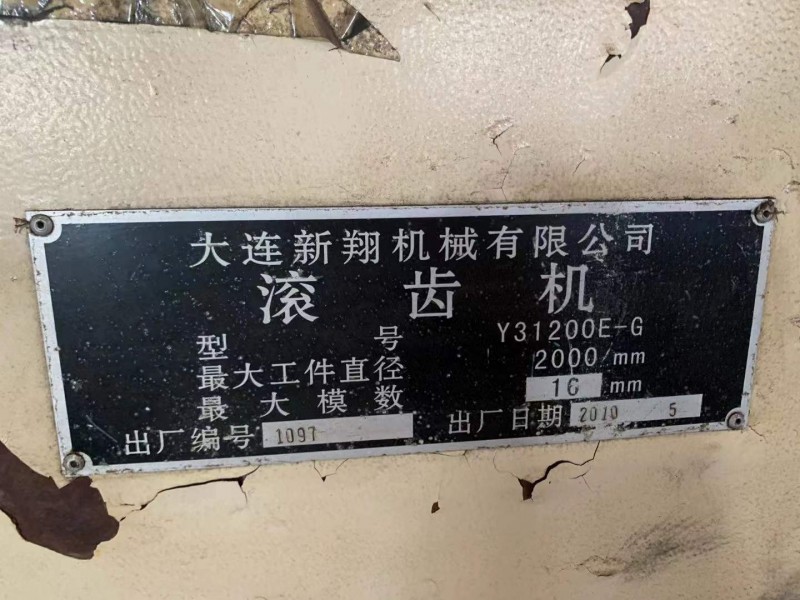 大连新翔机械有限公司
滚齿机
型号 Y31200E-G
最大工件直径 2000/mm
最大模数 16 mm
出厂编号 1097 出厂日期 2010 5